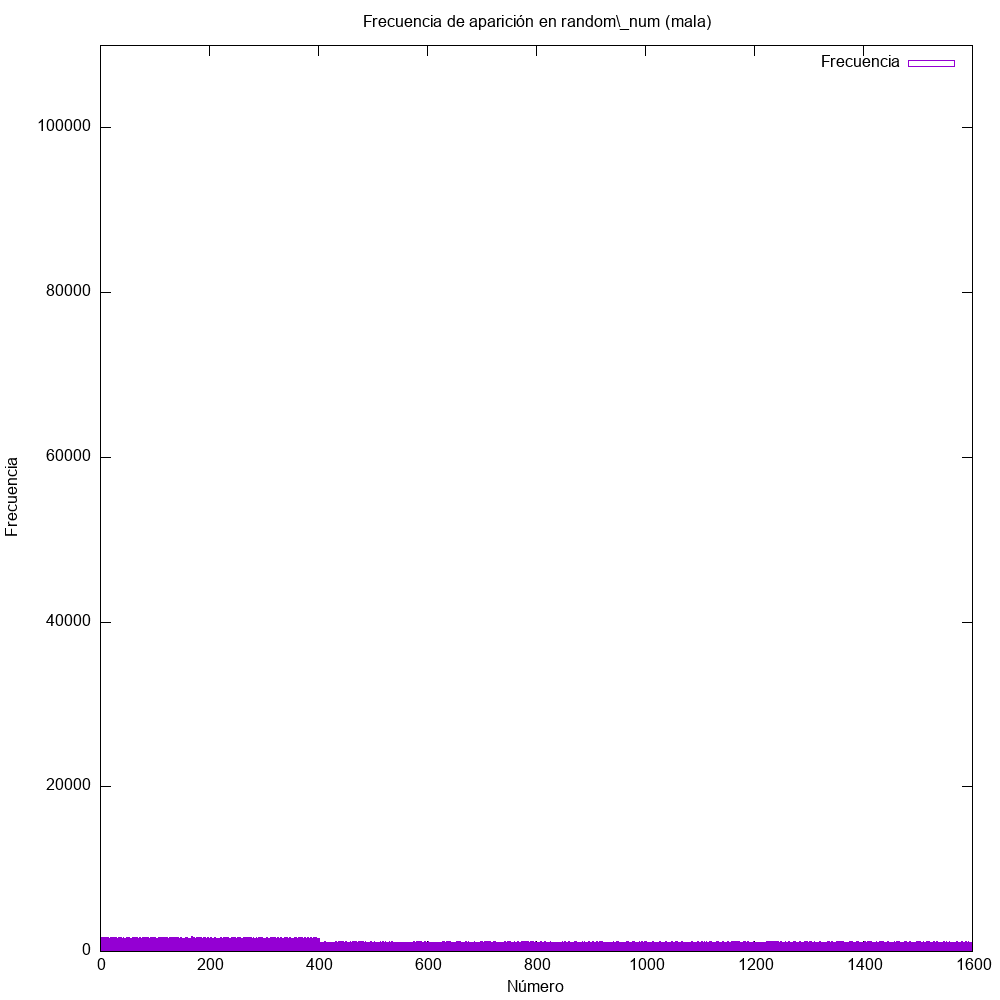 Frecuencia de aparición en random\_num (mala)
Frecuencia
100000
80000
60000
40000
20000
0
Frecuencia
0 200 400 600 800 1000 1200 1400 1600
Número